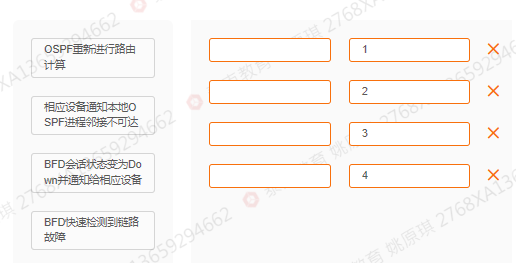 OSPF重新进行路由
计算
1
2
相应设备通知本地O
SPF进程邻接不可达
3
BFD会话状态变为Do
wn并通知给相应设备
4
BFD快速检测到链路
故障